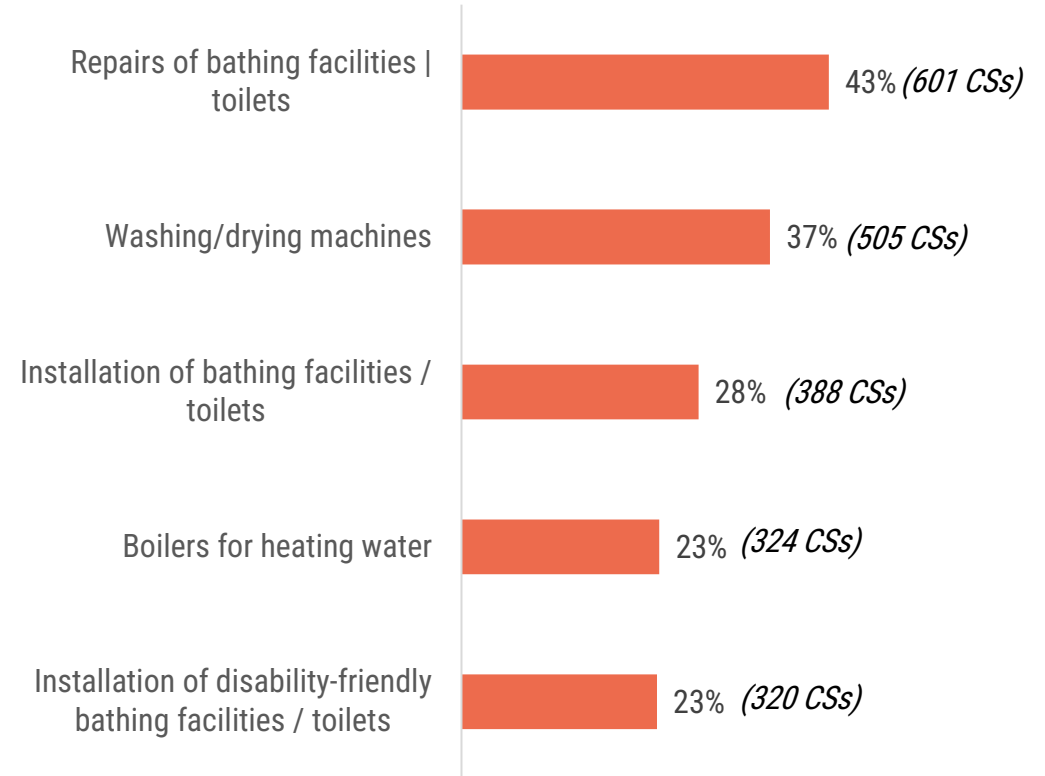 Repairs of bathing facilities |
toilets
43% (601 CSs)
Washing/drying machines
37% (505 CSs)
Installation of bathing facilities /
toilets
28% (388 CSs)
Boilers for heating water
23% (324 CSs)
Installation of disability-friendly
bathing facilities / toilets
23% (320 CSs)